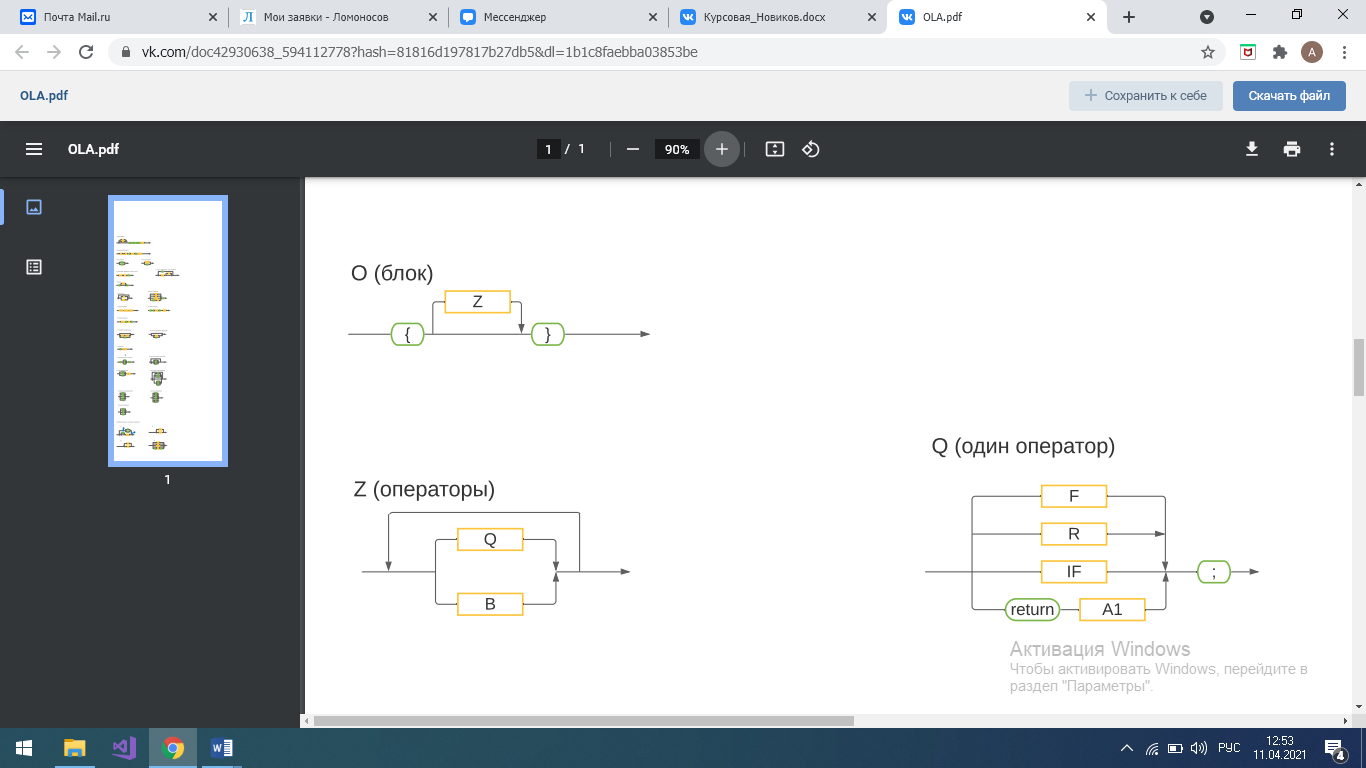 Почта Mail.ru
Мои заявки - Ломоносов
Мессенджер
Курсовая_Новиков.docx
OLA.pdf
vk.com/doc42930638_594112778?hash=81816d197817b27db5&dl=1b1c8faebba03853be
A
OLA.pdf
Сохранить к себе
Скачать файл
OLA.pdf
1 / 1
90%
1
O (блок)
Z
{
}
Q (один оператор)
Z (операторы)
F
Q
R
IF
;
B
return
A1
Активация Windows
Чтобы активировать Windows, перейдите в
раздел "Параметры".
РУС
12:53
11.04.2021
4